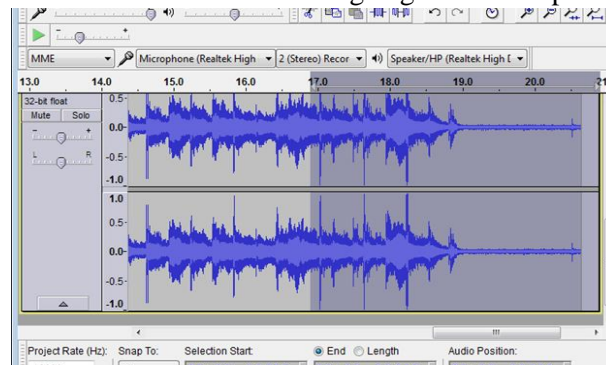 MME Microphone (Realtek High 2 (Stereo) Recor Speaker/HP (Realtek High [
13.0 14.0 15.0 16.0 17.0 18.0 19.0 20.0 21
32-bit float
Mute Solo
- +
L R
0.5-
0.0-
-0.5-
-1.0
1.0
0.5-
0.0-
-0.5-
-1.0
Project Rate (Hz): Snap To: Selection Start: End Length Audio Position: